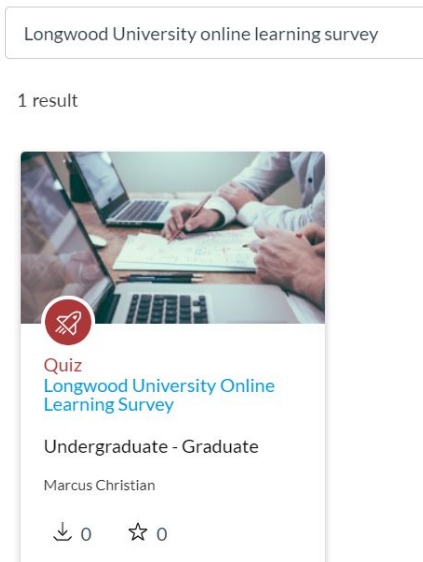 Longwood University online learning survey
1 result
Quiz
Longwood University Online
Learning Survey
Undergraduate - Graduate
Marcus Christian
0 0